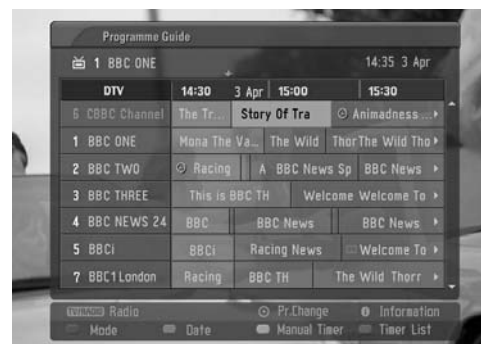 Programme Guide
1 BBC ONE 14:35 3 Apr
DTV 14:30 3 Apr 15:00 15:30
6 CBBC Channel The Tr... Story Of Tra Animadness ...
1 BBC ONE Mona The Va... The Wild Thor The Wild Tho
2 BBC TWO Racing A BBC News Sp BBC News
3 BBC THREE This is BBC TH Welcome Welcome To
4 BBC NEWS 24 BBC BBC News BBC News
5 BBCi BBCi Racing News Welcome To
7 BBC1 London Racing BBC TH The Wild Thorr
TV/RADIO Radio Pr.Change Information
Mode Date Manual Timer Timer List